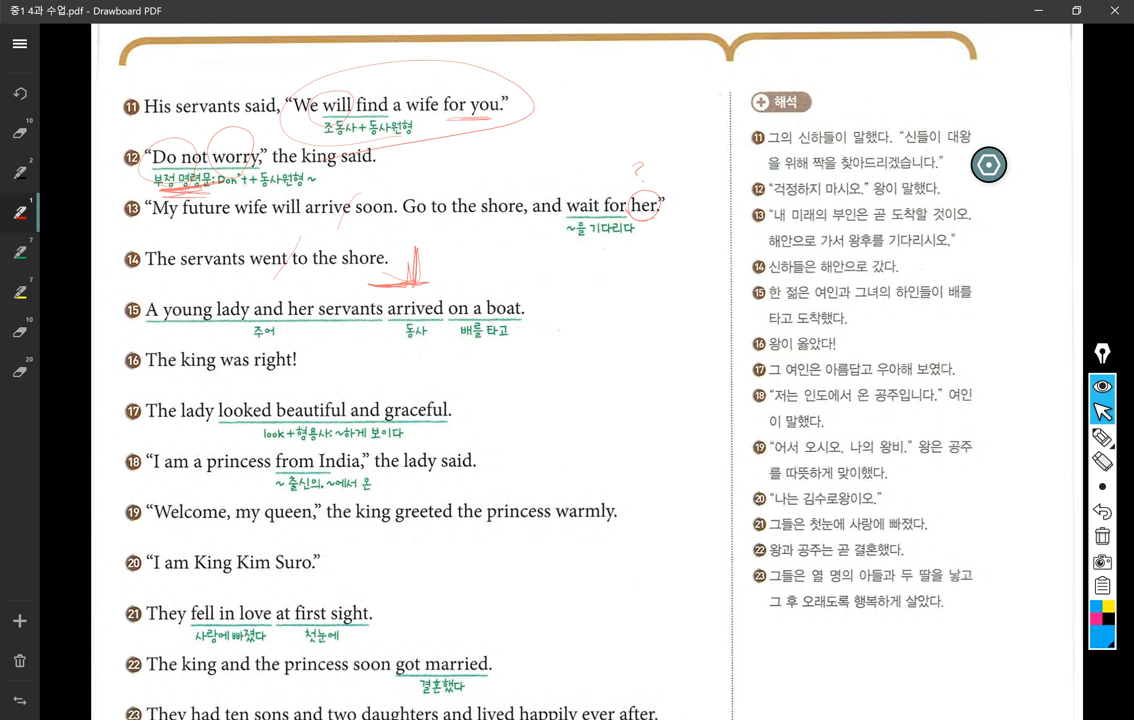 중1 4과 수업.pdf - Drawboard PDF
⑪ His servants said, “We will find a wife for you.”
조동사+동사원형
⑫ “Do not worry,” the king said.
부정 명령문: Don't+동사원형 ~
?
⑬ “My future wife will arrive soon. Go to the shore, and wait for her.”
~을 기다리다
⑭ The servants went to the shore.
⑮ A young lady and her servants arrived on a boat.
주어 동사 배를 타고
⑯ The king was right!
⑰ The lady looked beautiful and graceful.
look+형용사: ~하게 보이다
⑱ “I am a princess from India,” the lady said.
~ 출신의, ~에서 온
⑲ “Welcome, my queen,” the king greeted the princess warmly.
⑳ “I am King Kim Suro.”
㉑ They fell in love at first sight.
사랑에 빠졌다 첫눈에
㉒ The king and the princess soon got married.
결혼했다
㉓ They had ten sons and two daughters and lived happily ever after.
해석
⑪ 그의 신하들이 말했다. “신들이 대왕
을 위해 짝을 찾아드리겠습니다.”
⑫ “걱정하지 마시오.” 왕이 말했다.
⑬ “내 미래의 부인은 곧 도착할 것이오.
해안으로 가서 왕후를 기다리시오.”
⑭ 신하들은 해안으로 갔다.
⑮ 한 젊은 여인과 그녀의 하인들이 배를
타고 도착했다.
⑯ 왕이 옳았다!
⑰ 그 여인은 아름답고 우아해 보였다.
⑱ “저는 인도에서 온 공주입니다.” 여인
이 말했다.
⑲ “어서 오시오, 나의 왕비.” 왕은 공주
를 따뜻하게 맞이했다.
⑳ “나는 김수로왕이오.”
㉑ 그들은 첫눈에 사랑에 빠졌다.
㉒ 왕과 공주는 곧 결혼했다.
㉓ 그들은 열 명의 아들과 두 딸을 낳고
그 후 오래도록 행복하게 살았다.
10
2
1
7
7
10
20